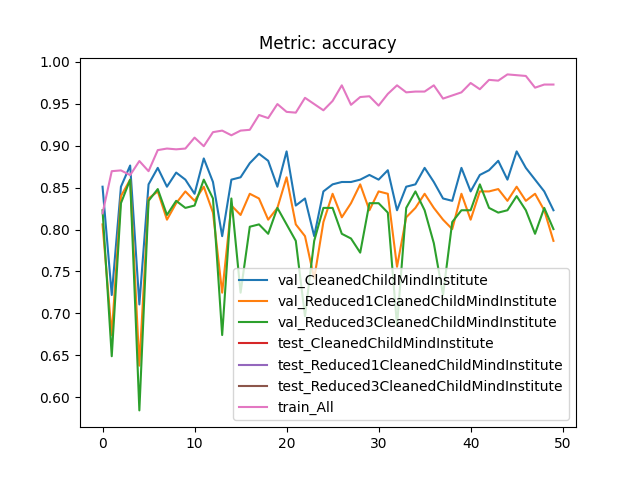 Metric: accuracy
1.00
0.95
0.90
0.85
0.80
0.75
0.70
0.65
0.60
val_CleanedChildMindInstitute
val_Reduced1CleanedChildMindInstitute
val_Reduced3CleanedChildMindInstitute
test_CleanedChildMindInstitute
test_Reduced1CleanedChildMindInstitute
test_Reduced3CleanedChildMindInstitute
train_All
0 10 20 30 40 50